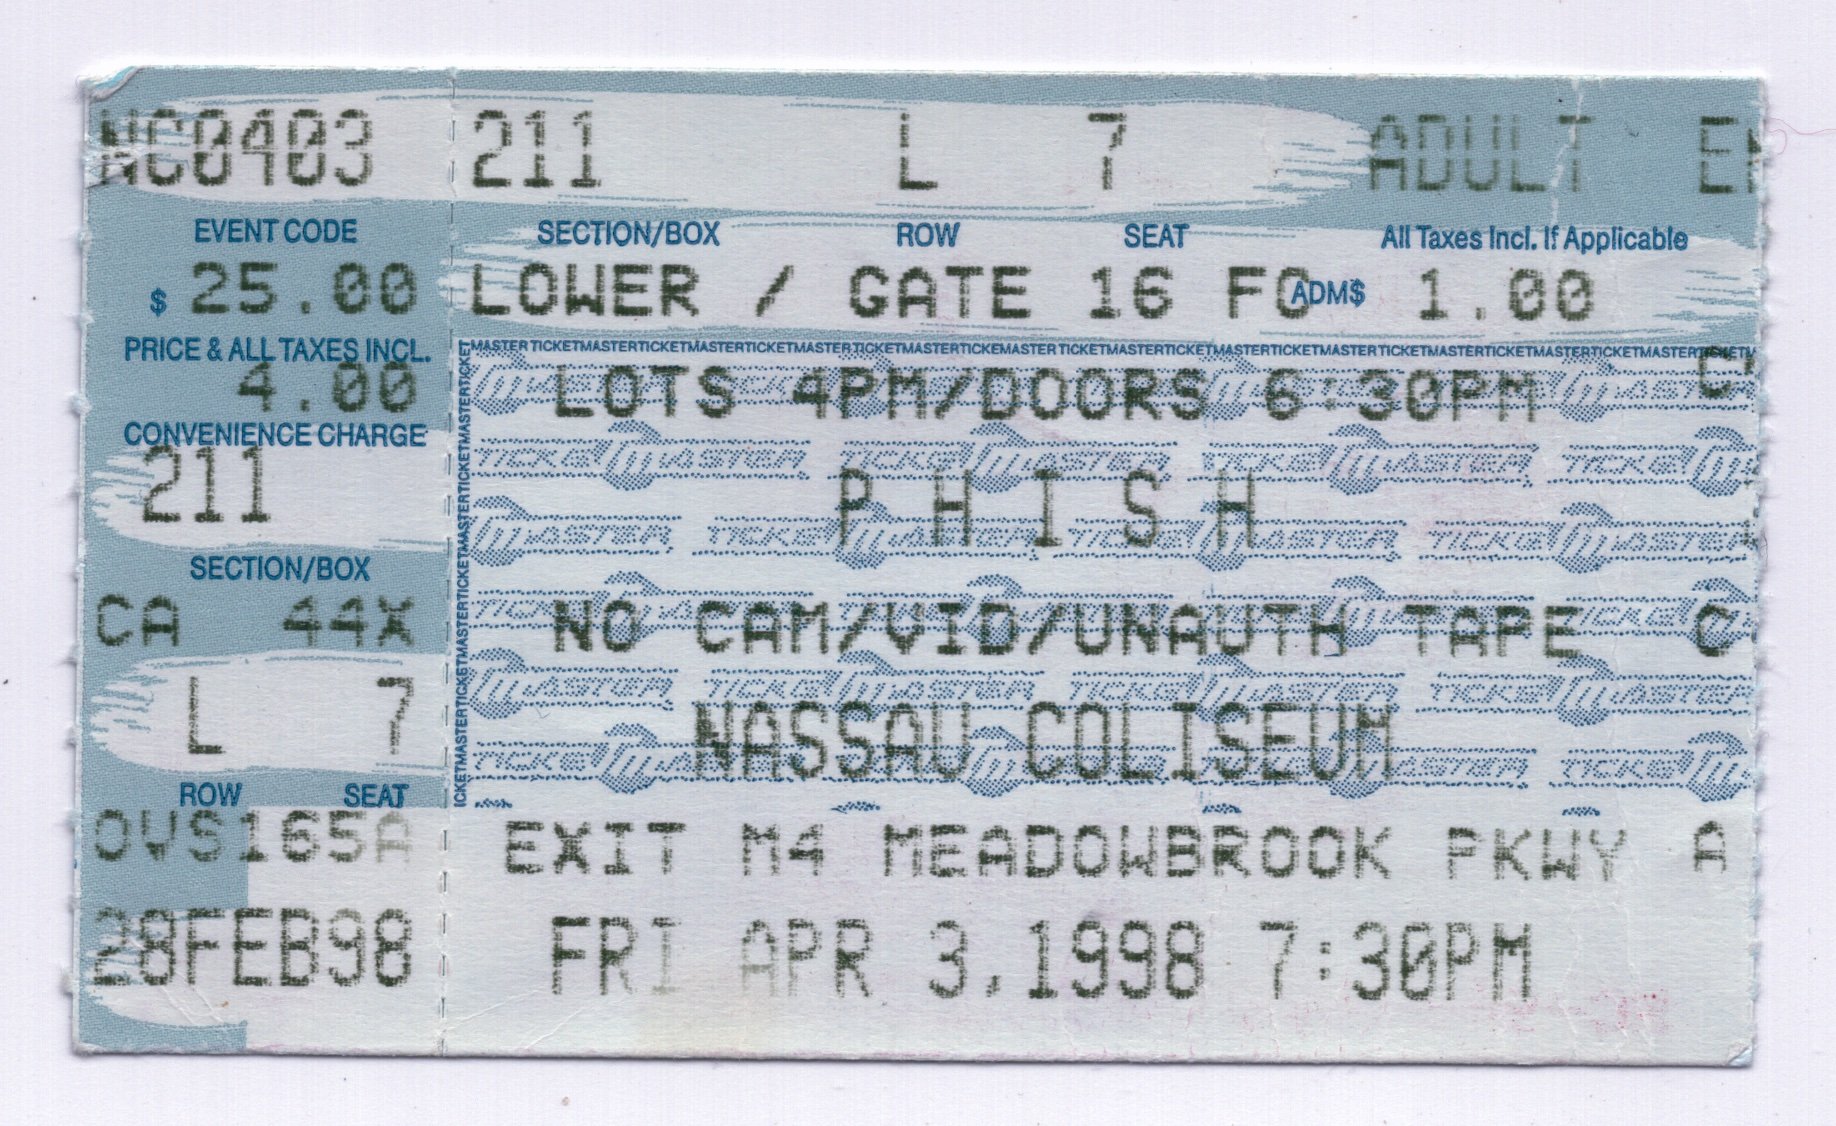 NC0403
EVENT CODE
$ 25.00
PRICE & ALL TAXES INCL.
4.00
CONVENIENCE CHARGE
211
SECTION/BOX
CA 44X
L 7
ROW SEAT
OVS165A
28FEB98
211 L 7 ADULT
SECTION/BOX ROW SEAT All Taxes Incl. If Applicable
LOWER / GATE 16 ADM$ 1.00
MASTERTICKETMASTERTICKETMASTERTICKETMASTERTICKETMASTERTICKETMASTERTICKETMASTERTICKETMASTERTICKETMASTERTICKETMASTERTICKETMASTERTICKETMASTER
LOTS 4PM/DOORS 6:30PM
P H I S H
NO CAM/VID/UNAUTH TAPE
NASSAU COLISEUM
EXIT M4 MEADOWBROOK PKWY A
FRI APR 3,1998 7:30PM